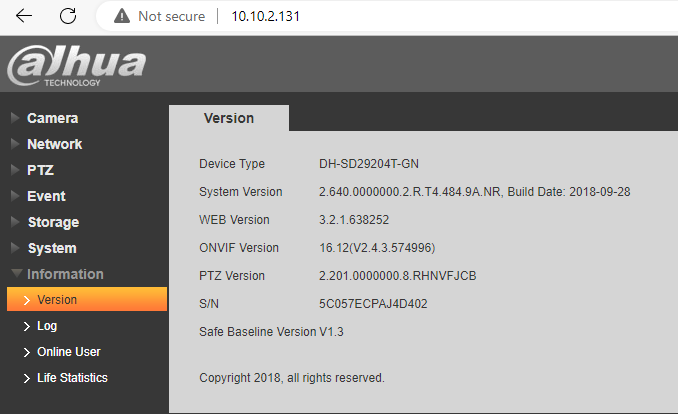 Not secure 10.10.2.131
alhua
TECHNOLOGY
Camera
Network
PTZ
Event
Storage
System
Information
Version
Log
Online User
Life Statistics
Version
Device Type DH-SD29204T-GN
System Version 2.640.0000000.2.R.T4.484.9A.NR, Build Date: 2018-09-28
WEB Version 3.2.1.638252
ONVIF Version 16.12(V2.4.3.574996)
PTZ Version 2.201.0000000.8.RHNVFJCB
S/N 5C057ECPAJ4D402
Safe Baseline Version V1.3
Copyright 2018, all rights reserved.